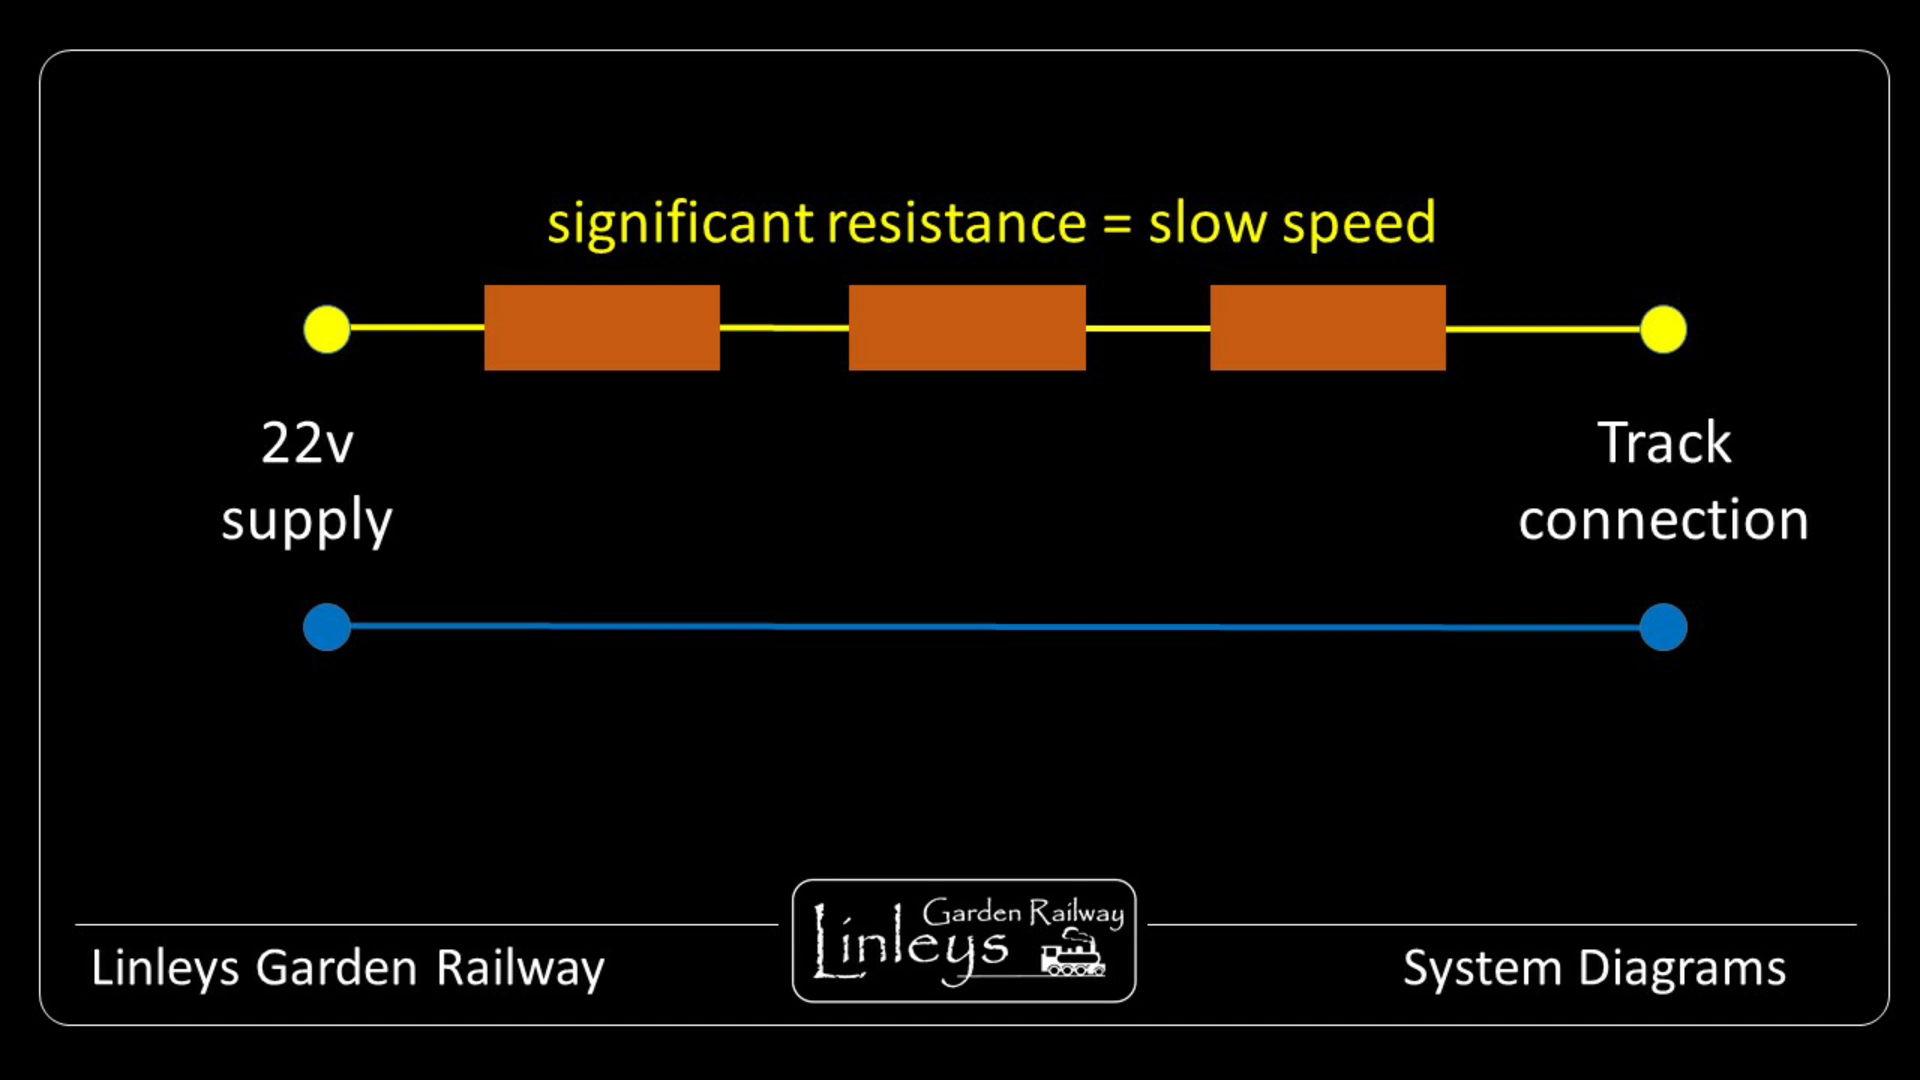 significant resistance = slow speed
22v
supply
Track
connection
Linleys Garden Railway
Garden Railway
Linleys
System Diagrams